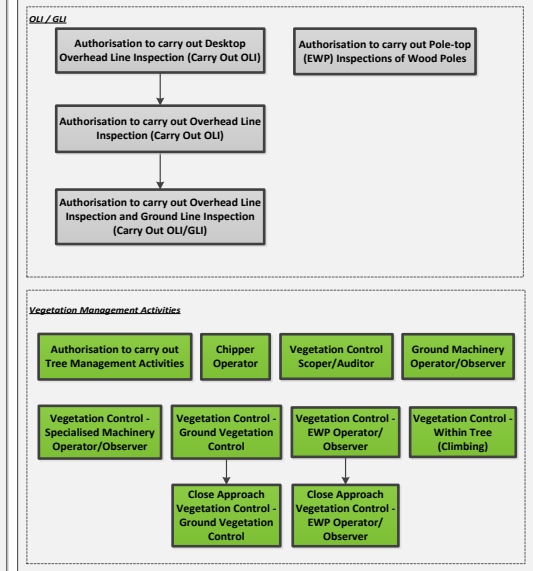 OLI / GLI
Authorisation to carry out Desktop
Overhead Line Inspection (Carry Out OLI)
Authorisation to carry out Pole-top
(EWP) Inspections of Wood Poles
Authorisation to carry out Overhead Line
Inspection (Carry Out OLI)
Authorisation to carry out Overhead Line
Inspection and Ground Line Inspection
(Carry Out OLI/GLI)
Vegetation Management Activities
Authorisation to carry out
Tree Management Activities
Chipper
Operator
Vegetation Control
Scoper/Auditor
Ground Machinery
Operator/Observer
Vegetation Control -
Specialised Machinery
Operator/Observer
Vegetation Control -
Ground Vegetation
Control
Vegetation Control -
EWP Operator/
Observer
Vegetation Control -
Within Tree
(Climbing)
Close Approach
Vegetation Control -
Ground Vegetation
Control
Close Approach
Vegetation Control -
EWP Operator/
Observer